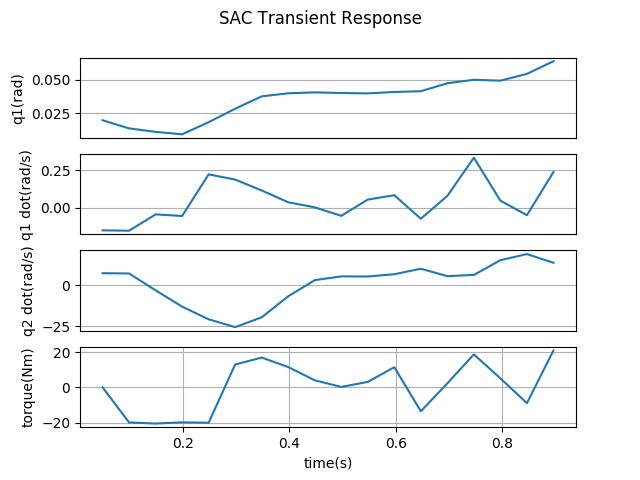 SAC Transient Response
q1(rad)
0.050
0.025
q1 dot(rad/s)
0.25
0.00
q2 dot(rad/s)
0
−25
torque(Nm)
20
0
−20
0.2 0.4 0.6 0.8
time(s)